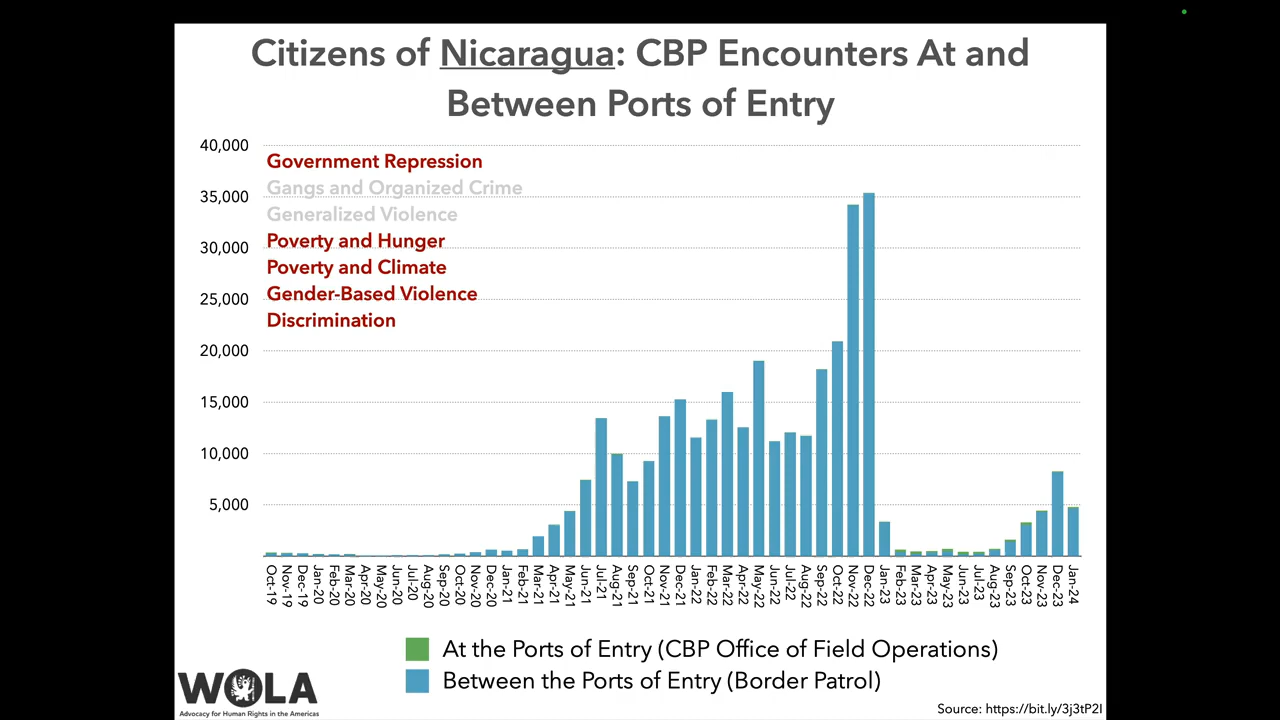 Citizens of Nicaragua: CBP Encounters At and
Between Ports of Entry
40,000
35,000
30,000
25,000
20,000
15,000
10,000
5,000
Government Repression
Gangs and Organized Crime
Generalized Violence
Poverty and Hunger
Poverty and Climate
Gender-Based Violence
Discrimination
Oct-19
Nov-19
Dec-19
Jan-20
Feb-20
Mar-20
Apr-20
May-20
Jun-20
Jul-20
Aug-20
Sep-20
Oct-20
Nov-20
Dec-20
Jan-21
Feb-21
Mar-21
Apr-21
May-21
Jun-21
Jul-21
Aug-21
Sep-21
Oct-21
Nov-21
Dec-21
Jan-22
Feb-22
Mar-22
Apr-22
May-22
Jun-22
Jul-22
Aug-22
Sep-22
Oct-22
Nov-22
Dec-22
Jan-23
Feb-23
Mar-23
Apr-23
May-23
Jun-23
Jul-23
Aug-23
Sep-23
Oct-23
Nov-23
Dec-23
Jan-24
At the Ports of Entry (CBP Office of Field Operations)
Between the Ports of Entry (Border Patrol)
WOLA
Advocacy for Human Rights in the Americas
Source: https://bit.ly/3j3tP2I